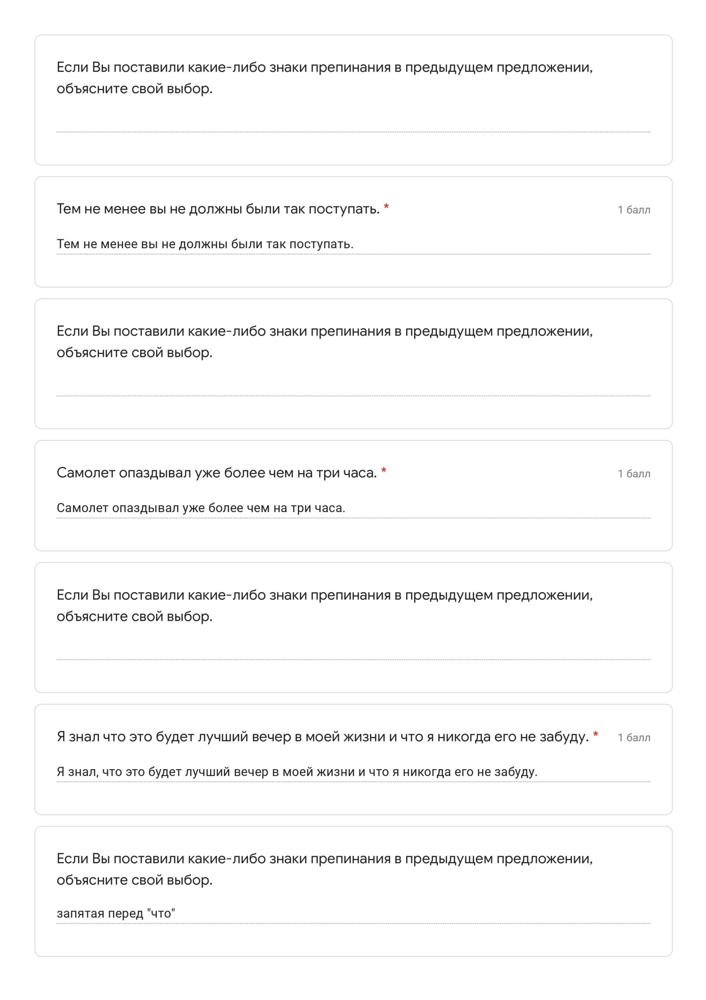 Если Вы поставили какие-либо знаки препинания в предыдущем предложении,
объясните свой выбор.
Тем не менее вы не должны были так поступать. *
1 балл
Тем не менее вы не должны были так поступать.
Если Вы поставили какие-либо знаки препинания в предыдущем предложении,
объясните свой выбор.
Самолет опаздывал уже более чем на три часа. *
1 балл
Самолет опаздывал уже более чем на три часа.
Если Вы поставили какие-либо знаки препинания в предыдущем предложении,
объясните свой выбор.
Я знал что это будет лучший вечер в моей жизни и что я никогда его не забуду. *
1 балл
Я знал, что это будет лучший вечер в моей жизни и что я никогда его не забуду.
Если Вы поставили какие-либо знаки препинания в предыдущем предложении,
объясните свой выбор.
запятая перед "что"